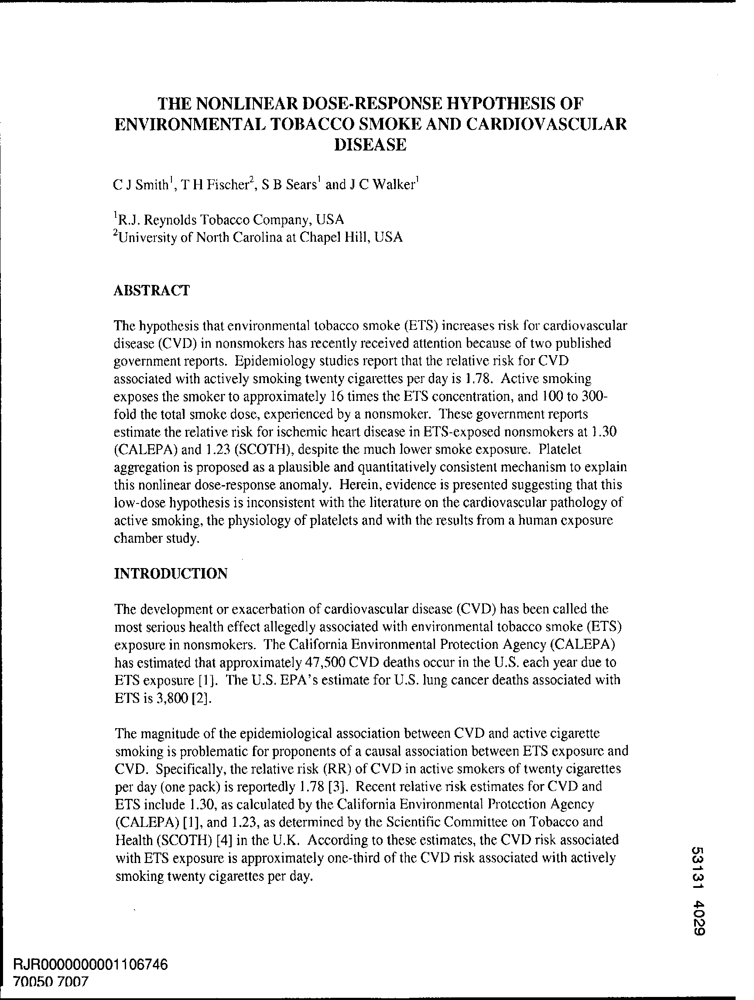 THE NONLINEAR DOSE-RESPONSE HYPOTHESIS OF
ENVIRONMENTAL TOBACCO SMOKE AND CARDIOVASCULAR
DISEASE
C J Smith¹, T H Fischer², S B Sears¹ and J C Walker¹
¹R.J. Reynolds Tobacco Company, USA
²University of North Carolina at Chapel Hill, USA
ABSTRACT
The hypothesis that environmental tobacco smoke (ETS) increases risk for cardiovascular
disease (CVD) in nonsmokers has recently received attention because of two published
government reports. Epidemiology studies report that the relative risk for CVD
associated with actively smoking twenty cigarettes per day is 1.78. Active smoking
exposes the smoker to approximately 16 times the ETS concentration, and 100 to 300-
fold the total smoke dose, experienced by a nonsmoker. These government reports
estimate the relative risk for ischemic heart disease in ETS-exposed nonsmokers at 1.30
(CALEPA) and 1.23 (SCOTH), despite the much lower smoke exposure. Platelet
aggregation is proposed as a plausible and quantitatively consistent mechanism to explain
this nonlinear dose-response anomaly. Herein, evidence is presented suggesting that this
low-dose hypothesis is inconsistent with the literature on the cardiovascular pathology of
active smoking, the physiology of platelets and with the results from a human exposure
chamber study.
INTRODUCTION
The development or exacerbation of cardiovascular disease (CVD) has been called the
most serious health effect allegedly associated with environmental tobacco smoke (ETS)
exposure in nonsmokers. The California Environmental Protection Agency (CALEPA)
has estimated that approximately 47,500 CVD deaths occur in the U.S. each year due to
ETS exposure [1]. The U.S. EPA's estimate for U.S. lung cancer deaths associated with
ETS is 3,800 [2].
The magnitude of the epidemiological association between CVD and active cigarette
smoking is problematic for proponents of a causal association between ETS exposure and
CVD. Specifically, the relative risk (RR) of CVD in active smokers of twenty cigarettes
per day (one pack) is reportedly 1.78 [3]. Recent relative risk estimates for CVD and
ETS include 1.30, as calculated by the California Environmental Protection Agency
(CALEPA) [1], and 1.23, as determined by the Scientific Committee on Tobacco and
Health (SCOTH) [4] in the U.K. According to these estimates, the CVD risk associated
with ETS exposure is approximately one-third of the CVD risk associated with actively
smoking twenty cigarettes per day.
53131 4029
RJR0000000001106746
70050 7007